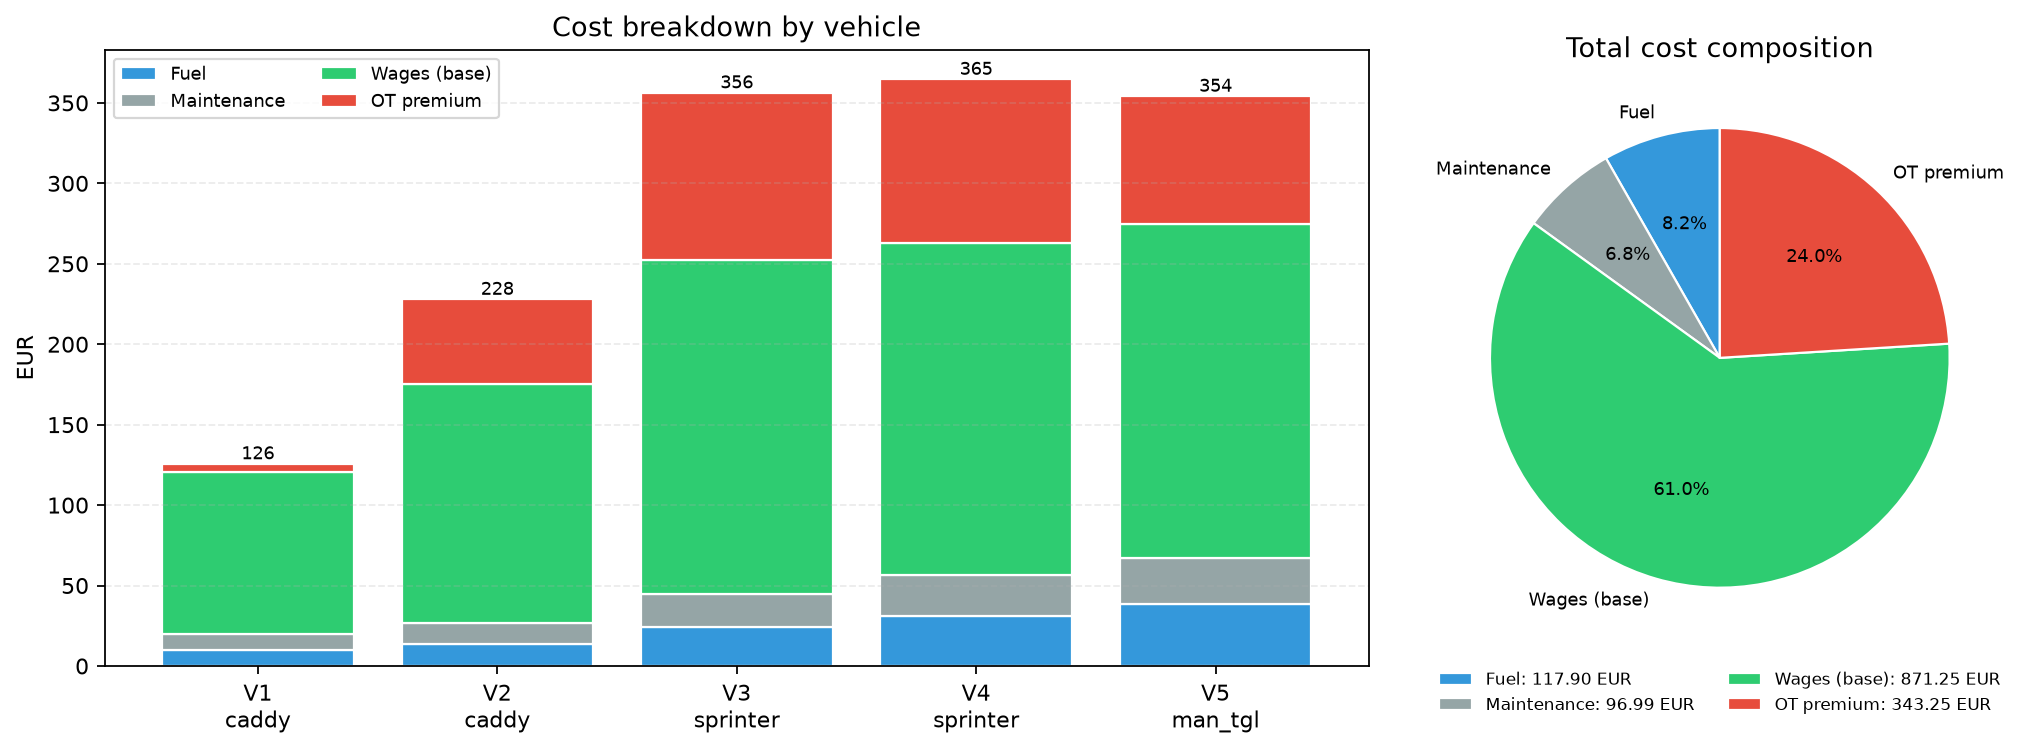 Cost breakdown by vehicle
Fuel
Maintenance
Wages (base)
OT premium
EUR
350
300
250
200
150
100
50
0
126
228
356
365
354
V1
caddy
V2
caddy
V3
sprinter
V4
sprinter
V5
man_tgl
Total cost composition
Fuel
Maintenance
OT premium
Wages (base)
8.2%
6.8%
24.0%
61.0%
Fuel: 117.90 EUR
Maintenance: 96.99 EUR
Wages (base): 871.25 EUR
OT premium: 343.25 EUR